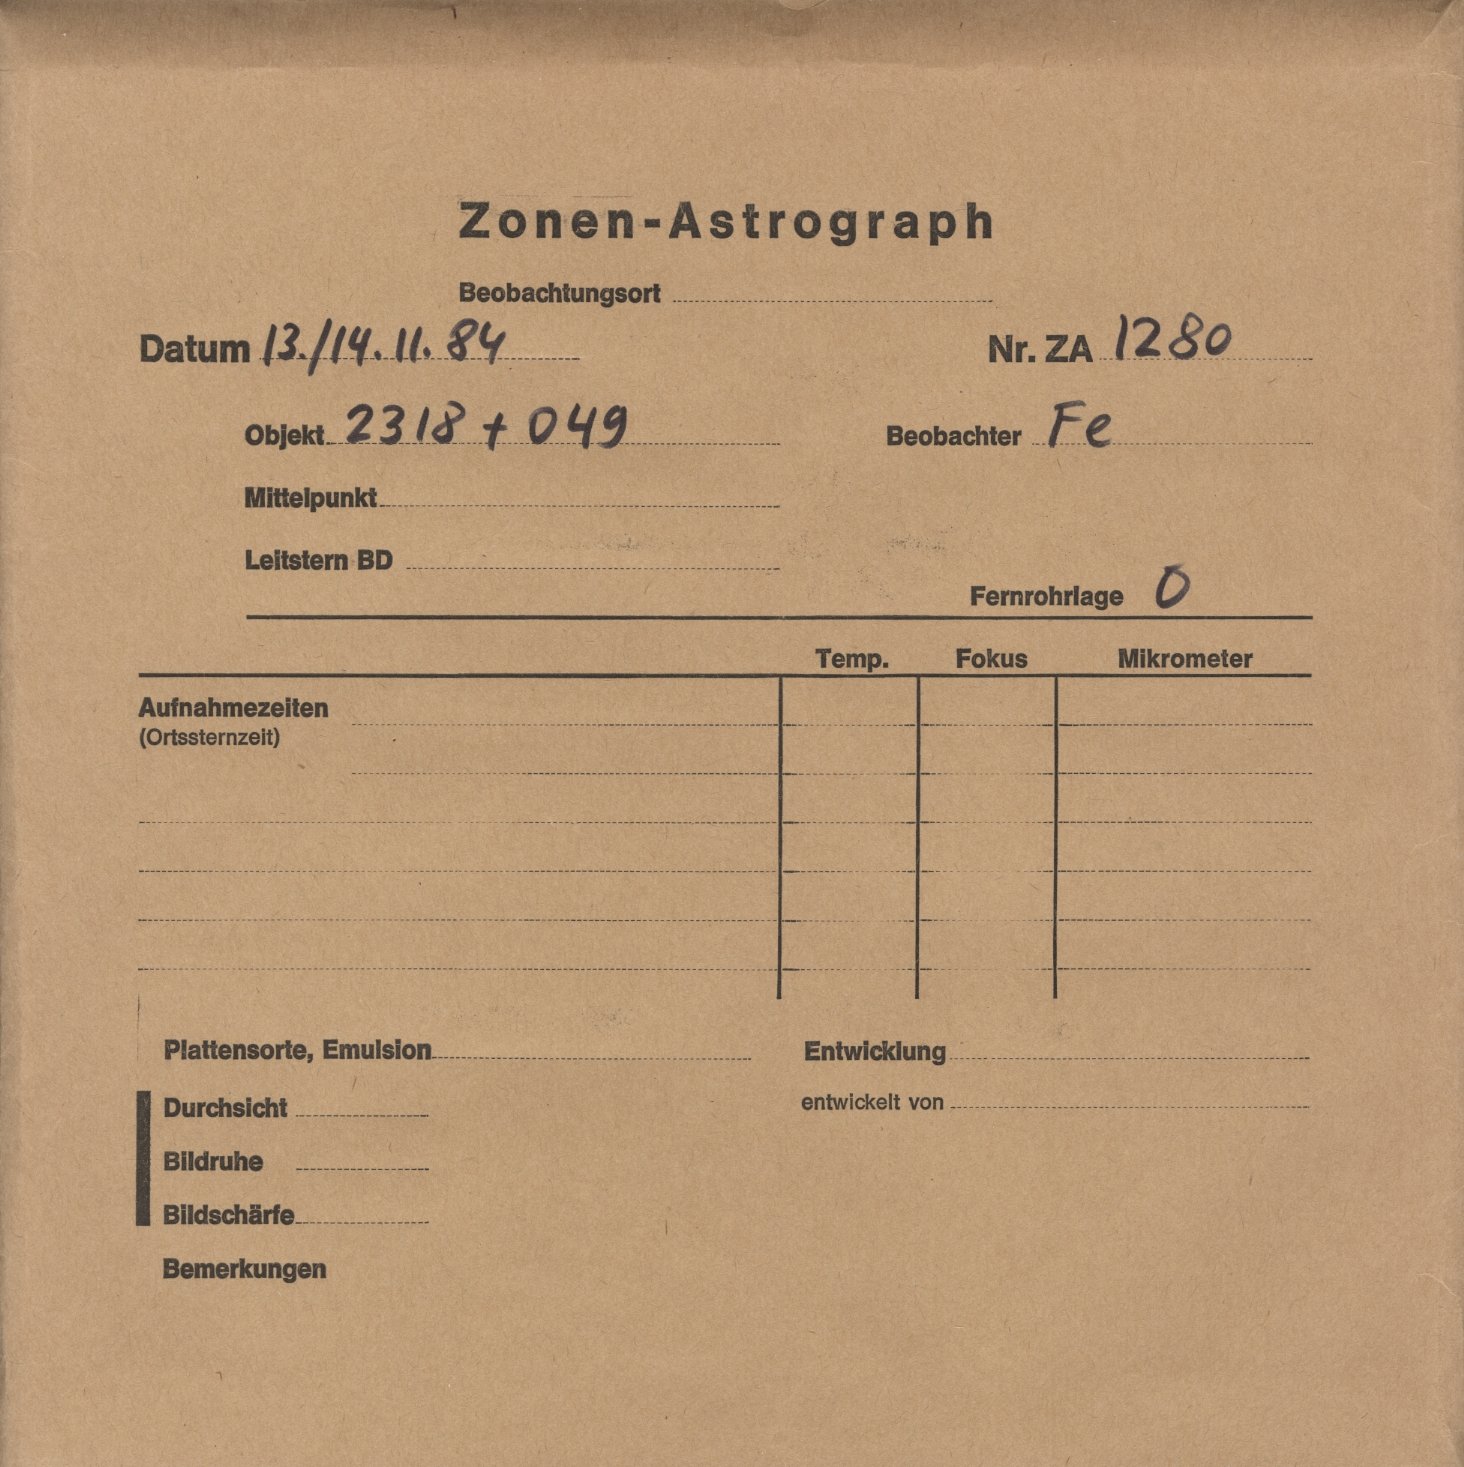 Zonen-Astrograph
Beobachtungsort
Datum 13./14.11.84 Nr. ZA 1280
Objekt 2318 + 049 Beobachter Fe
Mittelpunkt
Leitstern BD
Fernrohrlage O
Temp. Fokus Mikrometer
Aufnahmezeiten
(Ortssternzeit)
Plattensorte, Emulsion Entwicklung
Durchsicht entwickelt von
Bildruhe
Bildschärfe
Bemerkungen